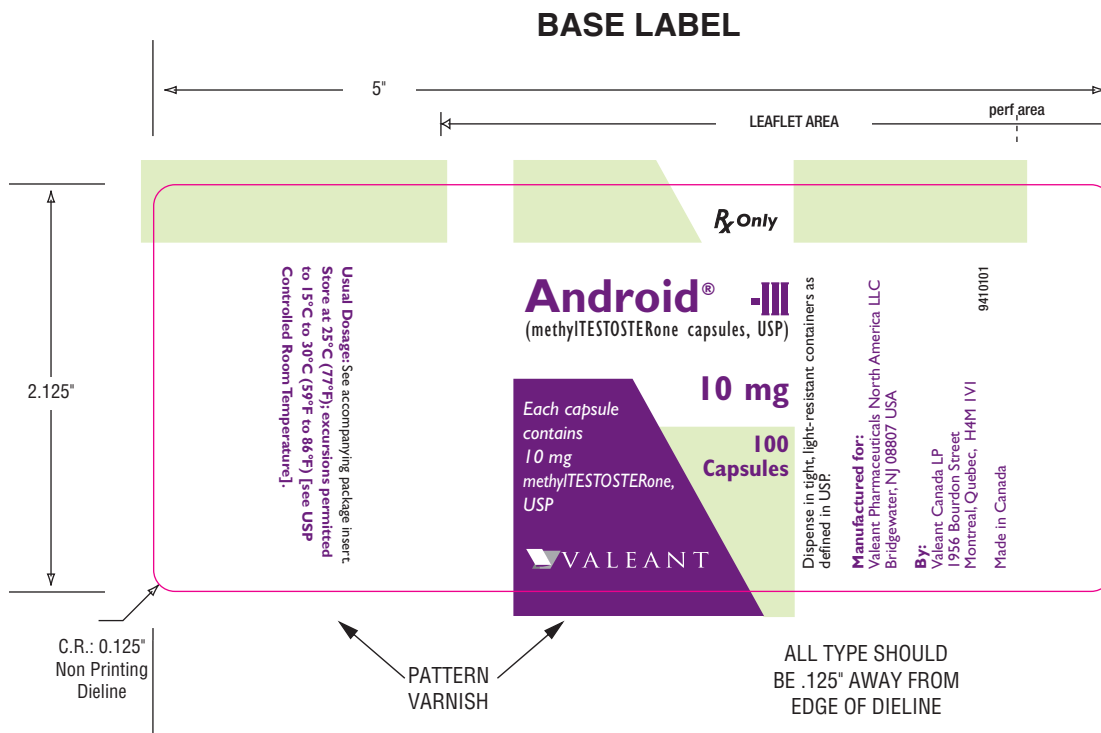 BASE LABEL
5"
LEAFLET AREA
perf area
2.125"
Usual Dosage: See accompanying package insert.
Store at 25°C (77°F); excursions permitted
to 15°C to 30°C (59°F to 86°F) [see USP
Controlled Room Temperature].
Rx Only
Android® -III
(methylTESTOSTERone capsules, USP)
10 mg
100
Capsules
Each capsule
contains
10 mg
methylTESTOSTERone,
USP
VALEANT
Dispense in tight, light-resistant containers as
defined in USP.
Manufactured for:
Valeant Pharmaceuticals North America LLC
Bridgewater, NJ 08807 USA
By:
Valeant Canada LP
1956 Bourdon Street
Montreal, Quebec, H4M 1V1
Made in Canada
9410101
C.R.: 0.125"
Non Printing
Dieline
PATTERN
VARNISH
ALL TYPE SHOULD
BE .125" AWAY FROM
EDGE OF DIELINE